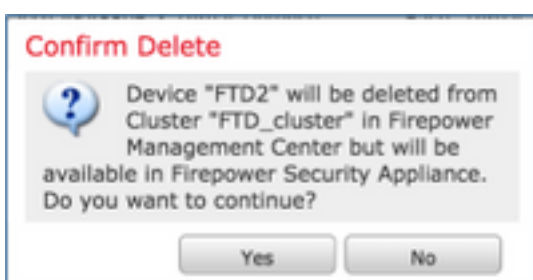 Confirm Delete
Device "FTD2" will be deleted from
Cluster "FTD_cluster" in Firepower
Management Center but will be
available in Firepower Security Appliance.
Do you want to continue?
Yes No